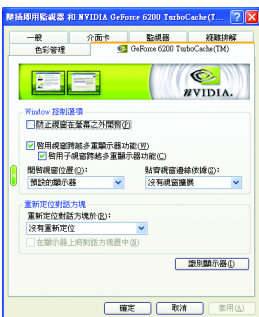 隨插即用監視器 和 NVIDIA GeForce 6200 TurboCache(T...
一般 介面卡 監視器 疑難排解
色彩管理 GeForce 6200 TurboCache(TM)
NVIDIA.
Window 控制選項
防止視窗在螢幕之外開啟(P)
啓用視窗跨越多重顯示器功能(W)
啓用子視窗跨越多重顯示器功能(C)
開啓視窗位置(O): 貼齊視窗邊緣依據(S):
預設的顯示器 沒有視窗擴展
重新定位對話方塊
重新定位對話方塊於(R):
沒有重新定位
在顯示器上將對話方塊置中(N)
識別顯示器(I)
確定 取消 套用(A)